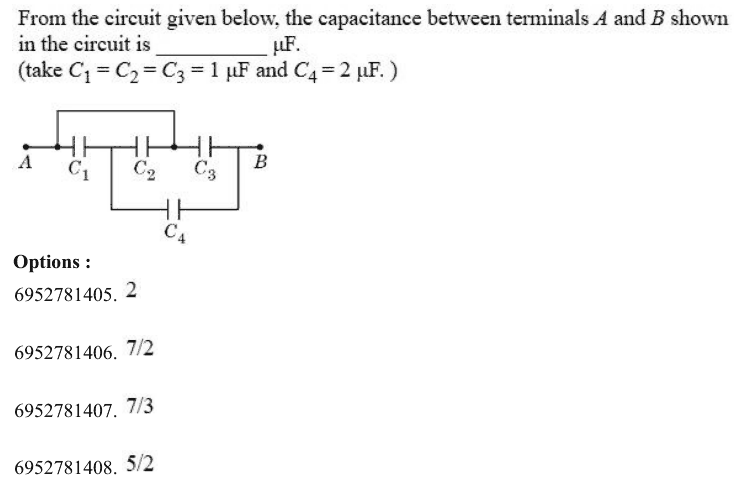 From the circuit given below, the capacitance between terminals A and B shown
in the circuit is __________ μF.
(take C₁ = C₂ = C₃ = 1 μF and C₄ = 2 μF. )
A C₁ C₂ C₃ B
C₄
Options :
6952781405. 2
6952781406. 7/2
6952781407. 7/3
6952781408. 5/2